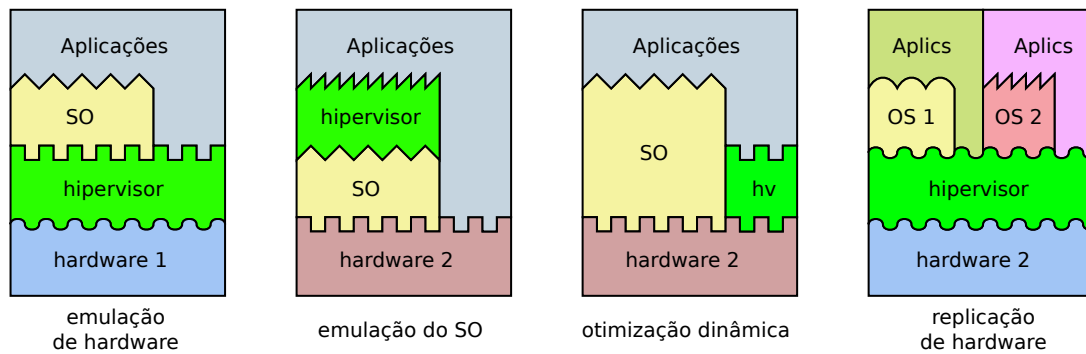 Aplicações
SO
hipervisor
hardware 1
emulação
de hardware
Aplicações
hipervisor
SO
hardware 2
emulação do SO
Aplicações
SO
hv
hardware 2
otimização dinâmica
Aplics
Aplics
OS 1
OS 2
hipervisor
hardware 2
replicação
de hardware